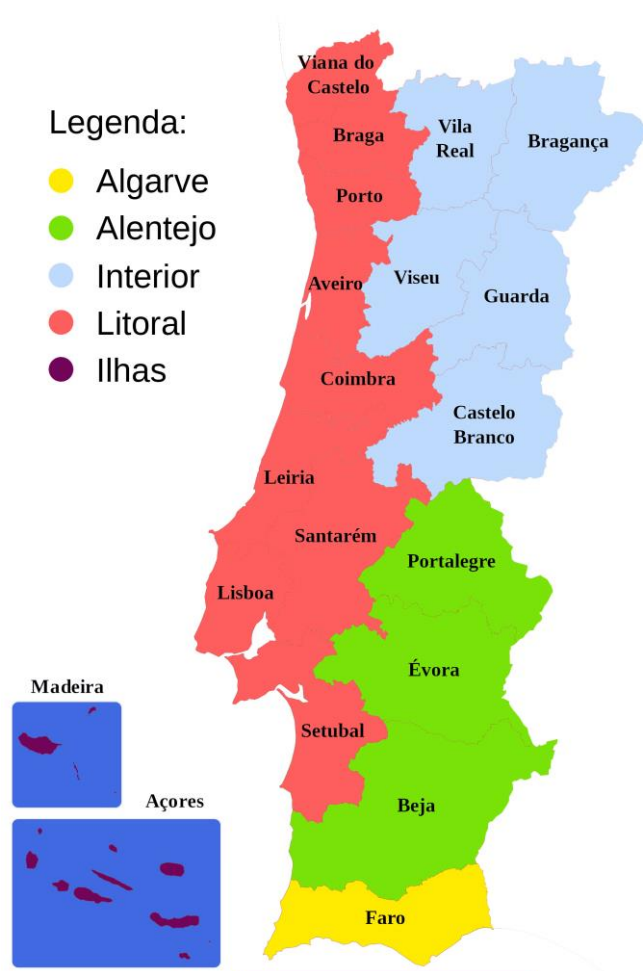 Legenda:
Algarve
Alentejo
Interior
Litoral
Ilhas
Viana do
Castelo
Braga
Vila
Real
Bragança
Porto
Aveiro
Viseu
Guarda
Coimbra
Castelo
Branco
Leiria
Santarém
Portalegre
Lisboa
Évora
Madeira
Setubal
Açores
Beja
Faro